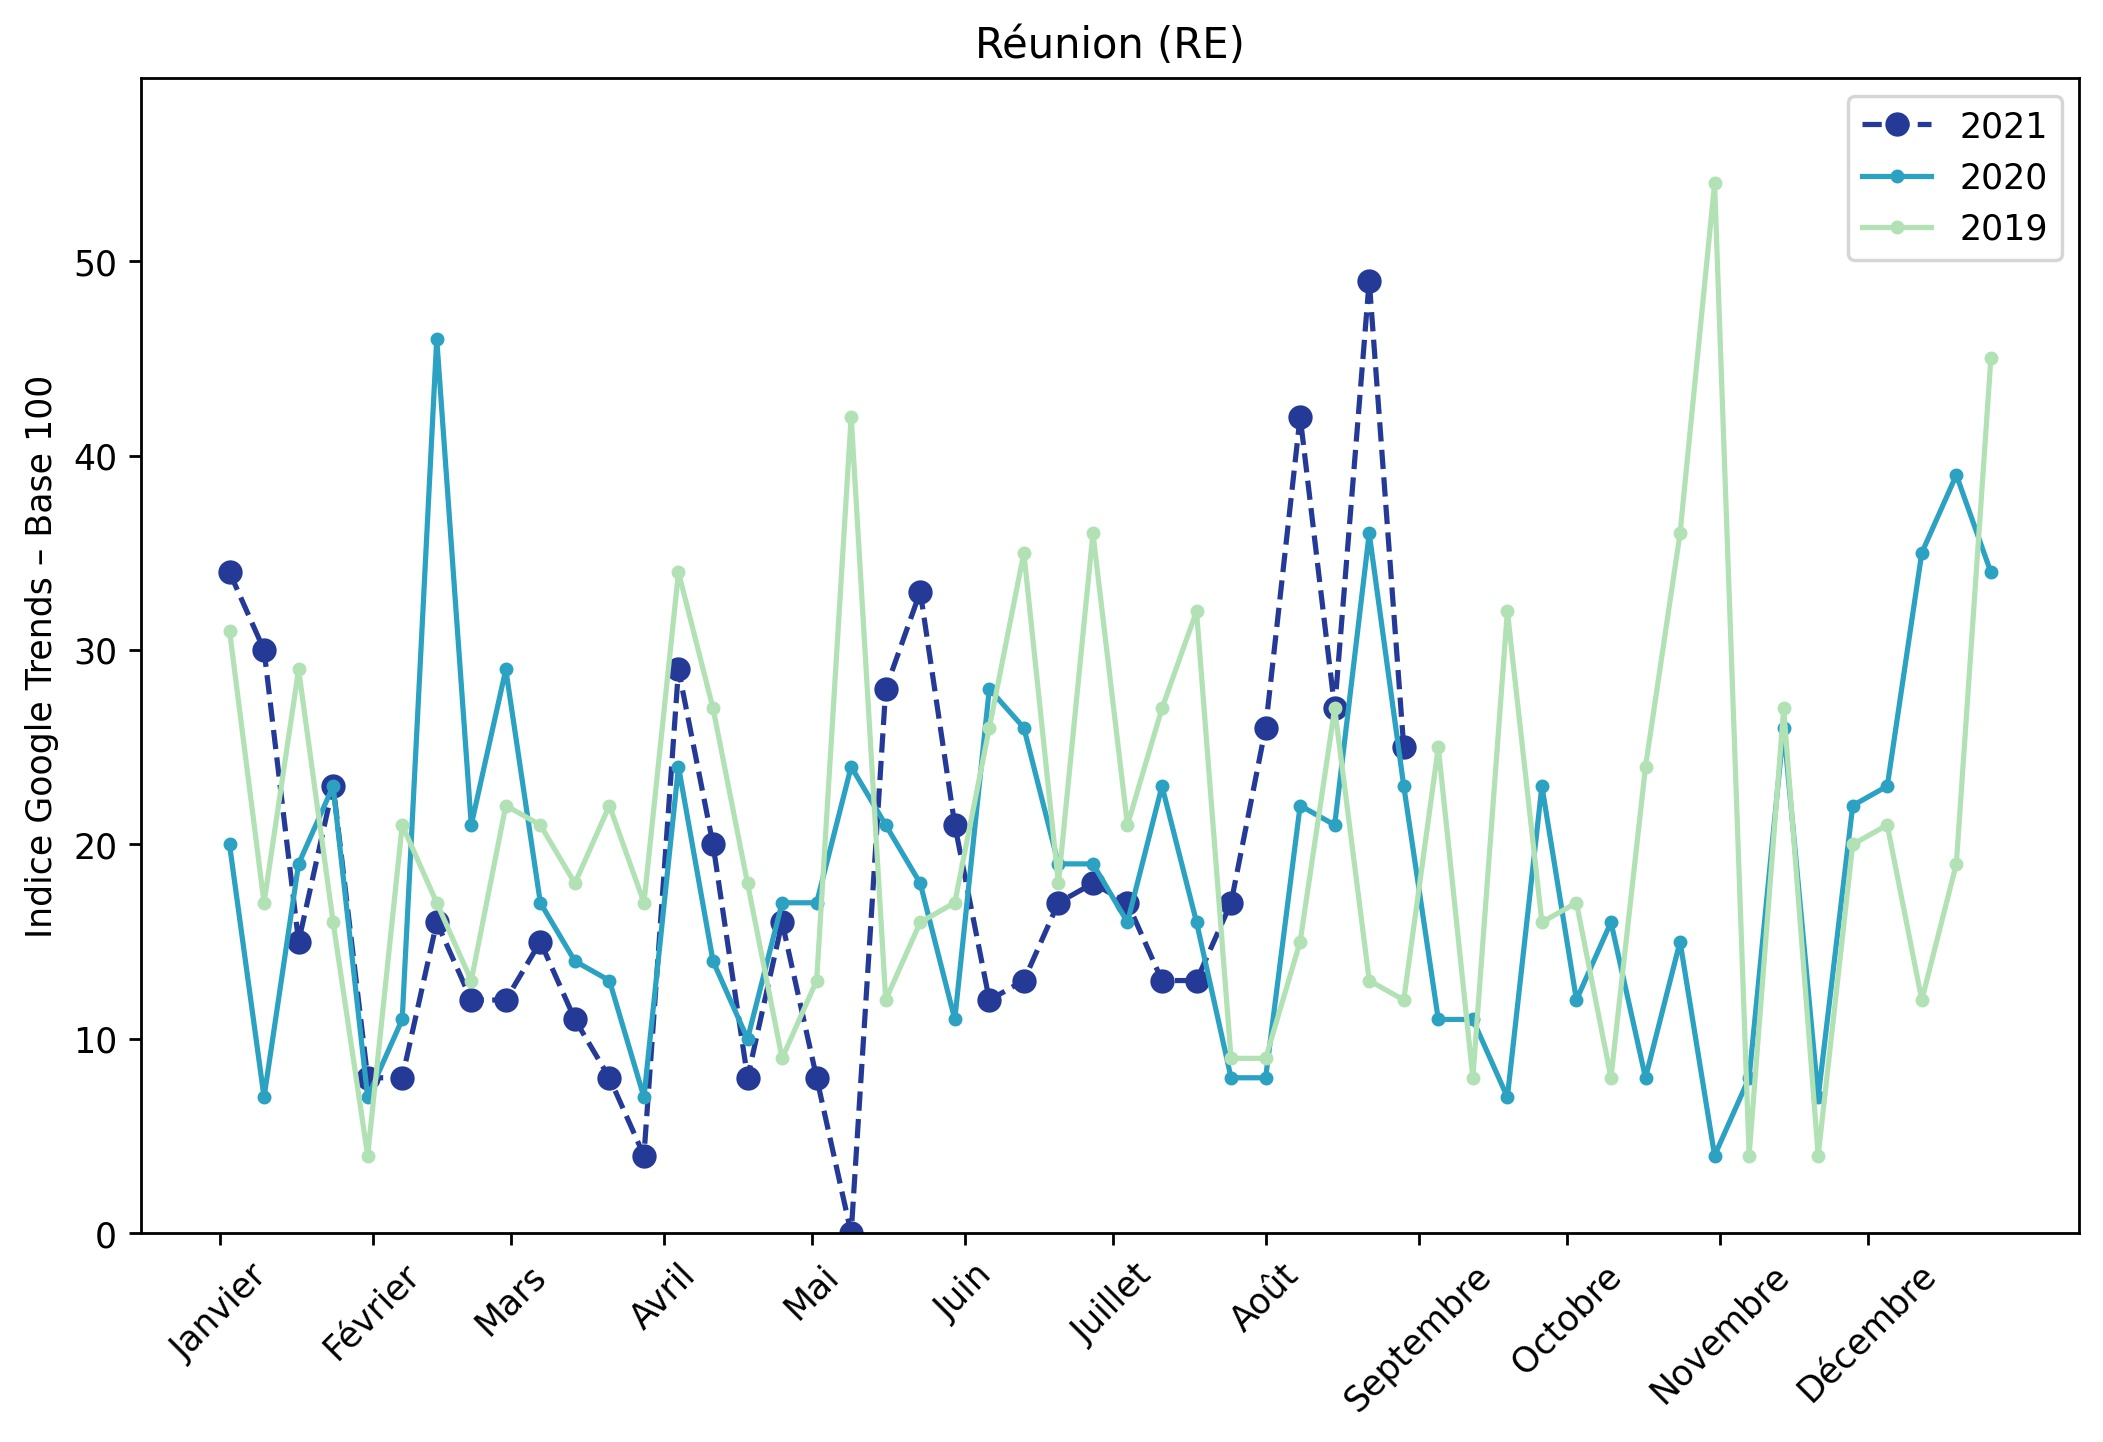 Réunion (RE)
2021
2020
2019
Indice Google Trends – Base 100
50
40
30
20
10
0
Janvier
Février
Mars
Avril
Mai
Juin
Juillet
Août
Septembre
Octobre
Novembre
Décembre